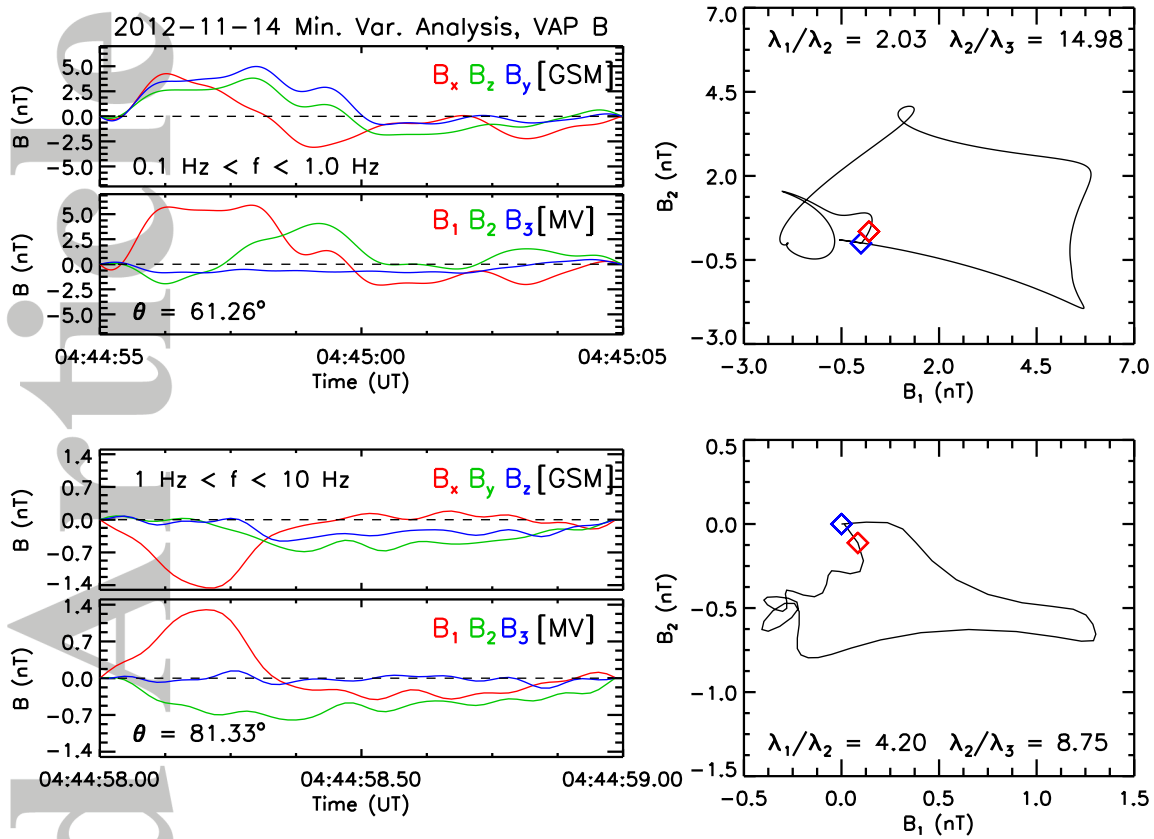 2012-11-14 Min. Var. Analysis, VAP B
5.0
2.5
0.0
-2.5
-5.0
B (nT)
Bx Bz By [GSM]
0.1 Hz < f < 1.0 Hz
5.0
2.5
0.0
-2.5
-5.0
B (nT)
B1 B2 B3 [MV]
θ = 61.26°
04:44:55 04:45:00 04:45:05
Time (UT)
7.0
4.5
2.0
-0.5
-3.0
B2 (nT)
λ1/λ2 = 2.03 λ2/λ3 = 14.98
-3.0 -0.5 2.0 4.5 7.0
B1 (nT)
1.4
0.7
0.0
-0.7
-1.4
B (nT)
1 Hz < f < 10 Hz
Bx By Bz [GSM]
1.4
0.7
0.0
-0.7
-1.4
B (nT)
B1 B2 B3 [MV]
θ = 81.33°
04:44:58.00 04:44:58.50 04:44:59.00
Time (UT)
0.5
0.0
-0.5
-1.0
-1.5
B2 (nT)
λ1/λ2 = 4.20 λ2/λ3 = 8.75
-0.5 0.0 0.5 1.0 1.5
B1 (nT)
d Article